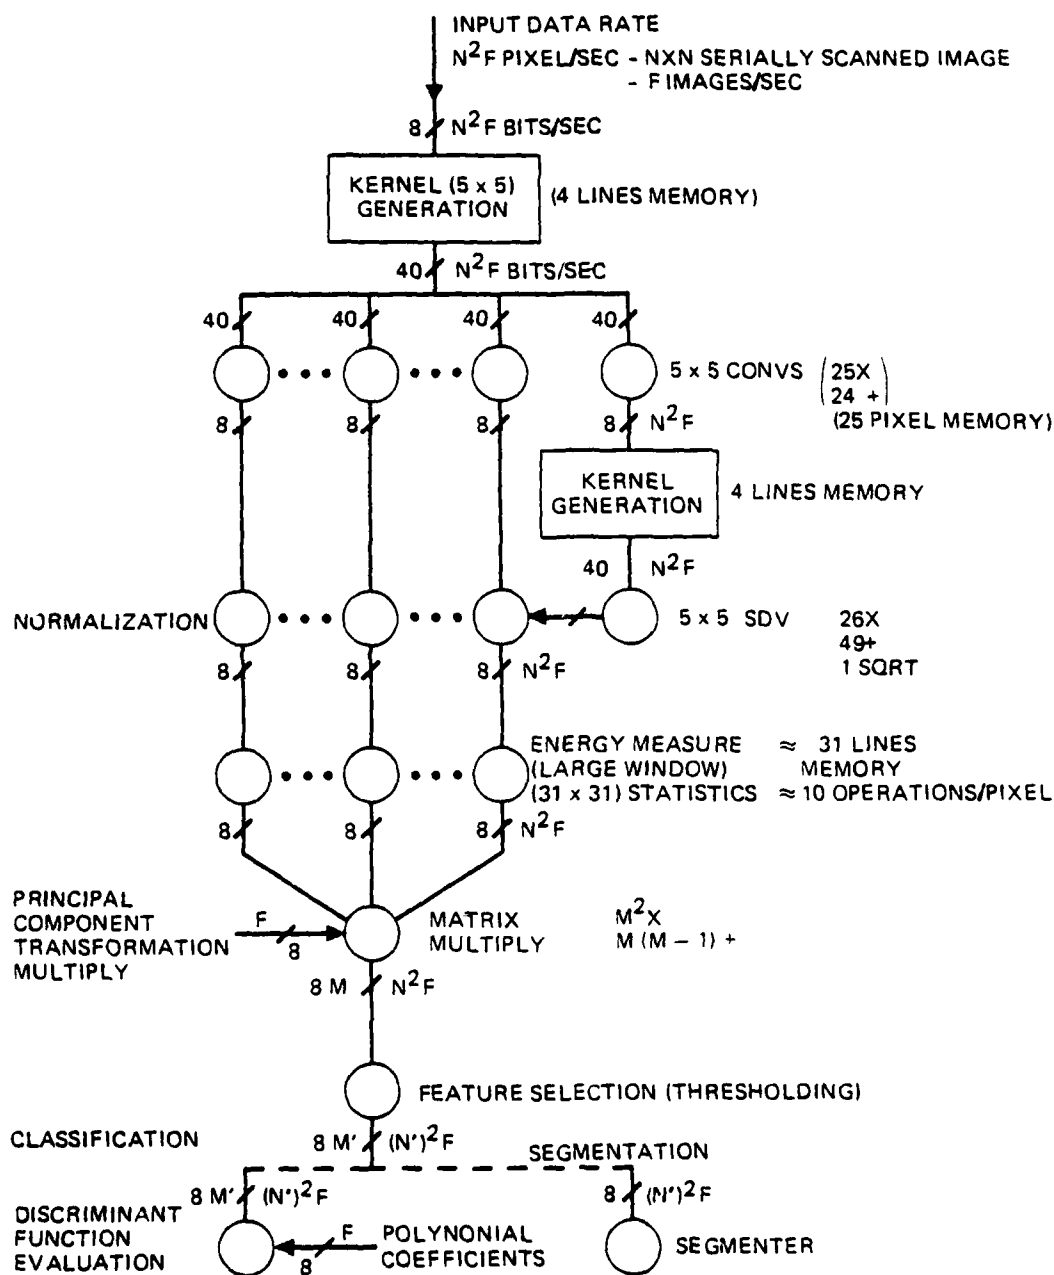 INPUT DATA RATE
N²F PIXEL/SEC - NXN SERIALLY SCANNED IMAGE
- F IMAGES/SEC
8 N²F BITS/SEC
KERNEL (5 x 5)
GENERATION
(4 LINES MEMORY)
40 N²F BITS/SEC
40 40 40 40
5 x 5 CONVS (25X
24 +)
(25 PIXEL MEMORY)
8 8 8 8 N²F
KERNEL
GENERATION
4 LINES MEMORY
40 N²F
NORMALIZATION
5 x 5 SDV 26X
49+
1 SQRT
8 8 8 N²F
ENERGY MEASURE ≈ 31 LINES
(LARGE WINDOW) MEMORY
(31 x 31) STATISTICS ≈ 10 OPERATIONS/PIXEL
8 8 8 N²F
PRINCIPAL
COMPONENT
TRANSFORMATION
MULTIPLY
F
8
MATRIX
MULTIPLY
M²X
M (M – 1) +
8 M N²F
FEATURE SELECTION (THRESHOLDING)
CLASSIFICATION
8 M' (N')²F
SEGMENTATION
8 M' (N')²F
8 (N')²F
DISCRIMINANT
FUNCTION
EVALUATION
F
8
POLYNONIAL
COEFFICIENTS
SEGMENTER